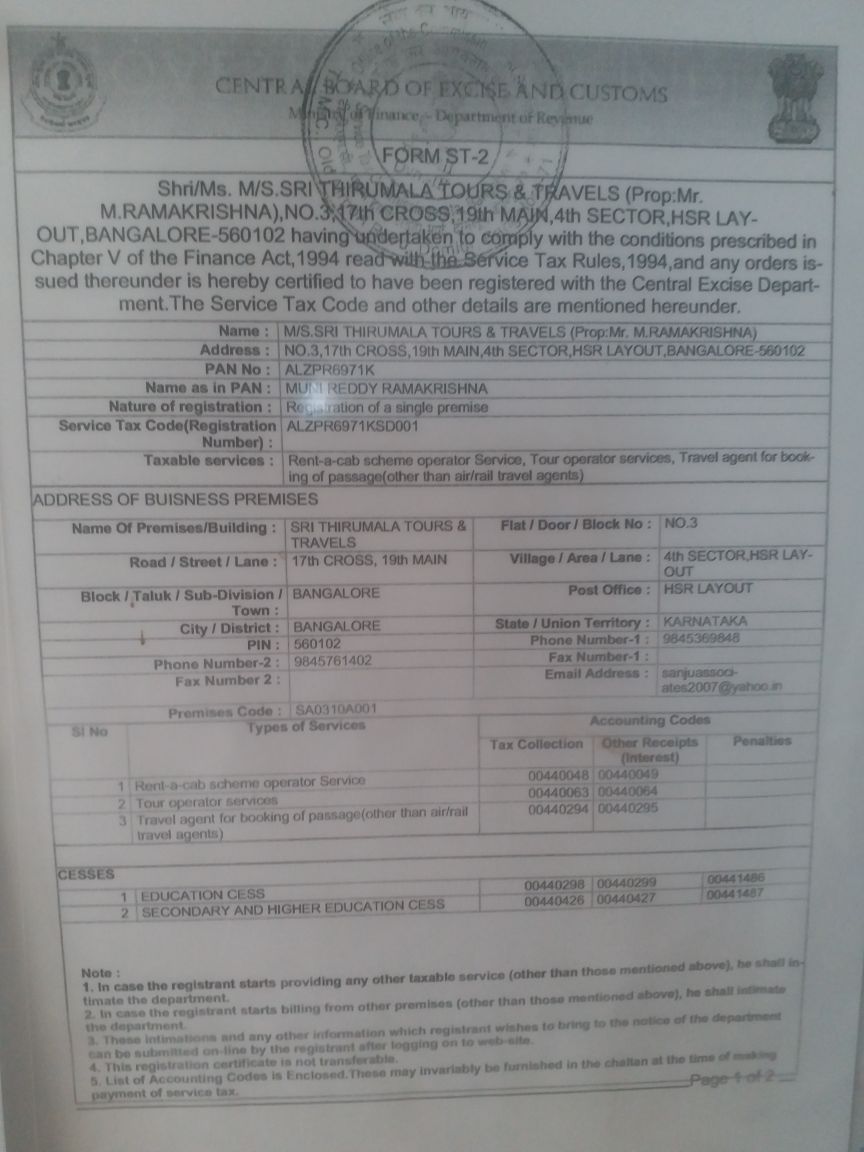 CENTRAL BOARD OF EXCISE AND CUSTOMS
Ministry of Finance - Department of Revenue
FORM ST-2
Shri/Ms. M/S.SRI THIRUMALA TOURS & TRAVELS (Prop:Mr.
M.RAMAKRISHNA),NO.3,17th CROSS,19th MAIN,4th SECTOR,HSR LAY-
OUT,BANGALORE-560102 having undertaken to comply with the conditions prescribed in
Chapter V of the Finance Act,1994 read with the Service Tax Rules,1994,and any orders is-
sued thereunder is hereby certified to have been registered with the Central Excise Depart-
ment.The Service Tax Code and other details are mentioned hereunder.
Name : M/S.SRI THIRUMALA TOURS & TRAVELS (Prop:Mr. M.RAMAKRISHNA)
Address : NO.3,17th CROSS,19th MAIN,4th SECTOR,HSR LAYOUT,BANGALORE-560102
PAN No : ALZPR6971K
Name as in PAN : MUNI REDDY RAMAKRISHNA
Nature of registration : Registration of a single premise
Service Tax Code(Registration ALZPR6971KSD001
Number) :
Taxable services : Rent-a-cab scheme operator Service, Tour operator services, Travel agent for book-
ing of passage(other than air/rail travel agents)
ADDRESS OF BUISNESS PREMISES
Name Of Premises/Building : SRI THIRUMALA TOURS & Flat / Door / Block No : NO.3
TRAVELS
Road / Street / Lane : 17th CROSS, 19th MAIN Village / Area / Lane : 4th SECTOR,HSR LAY-
OUT
Block / Taluk / Sub-Division / BANGALORE Post Office : HSR LAYOUT
Town :
City / District : BANGALORE State / Union Territory : KARNATAKA
PIN : 560102 Phone Number-1 : 9845369848
Phone Number-2 : 9845761402 Fax Number-1 :
Fax Number 2 : Email Address : sanjuassoci-
ates2007@yahoo.in
Premises Code : SA0310A001
Sl No Types of Services Accounting Codes
Tax Collection Other Receipts Penalties
(Interest)
1 Rent-a-cab scheme operator Service 00440048 00440049
2 Tour operator services 00440063 00440064
3 Travel agent for booking of passage(other than air/rail 00440294 00440295
travel agents)
CESSES
1 EDUCATION CESS 00440298 00440299 00441486
2 SECONDARY AND HIGHER EDUCATION CESS 00440426 00440427 00441487
Note :
1. In case the registrant starts providing any other taxable service (other than those mentioned above), he shall in-
timate the department.
2. In case the registrant starts billing from other premises (other than those mentioned above), he shall intimate
the department.
3. These intimations and any other information which registrant wishes to bring to the notice of the department
can be submitted on-line by the registrant after logging on to web-site.
4. This registration certificate is not transferable.
5. List of Accounting Codes is Enclosed.These may invariably be furnished in the challan at the time of making
payment of service tax.
Page 1 of 2